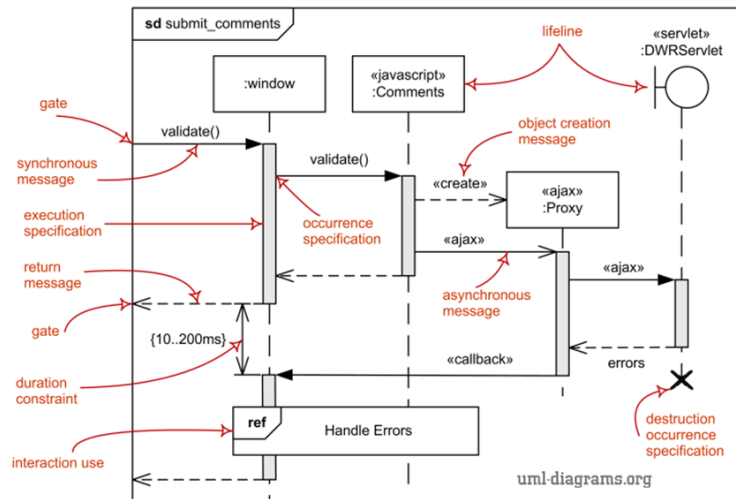 sd submit_comments
lifeline
«servlet»
:DWRServlet
:window
«javascript»
:Comments
gate
validate()
object creation
message
synchronous
message
validate()
«create»
«ajax»
:Proxy
execution
specification
occurrence
specification
«ajax»
«ajax»
return
message
asynchronous
message
gate
{10..200ms}
«callback»
errors
duration
constraint
ref
Handle Errors
destruction
occurrence
specification
interaction use
uml-diagrams.org